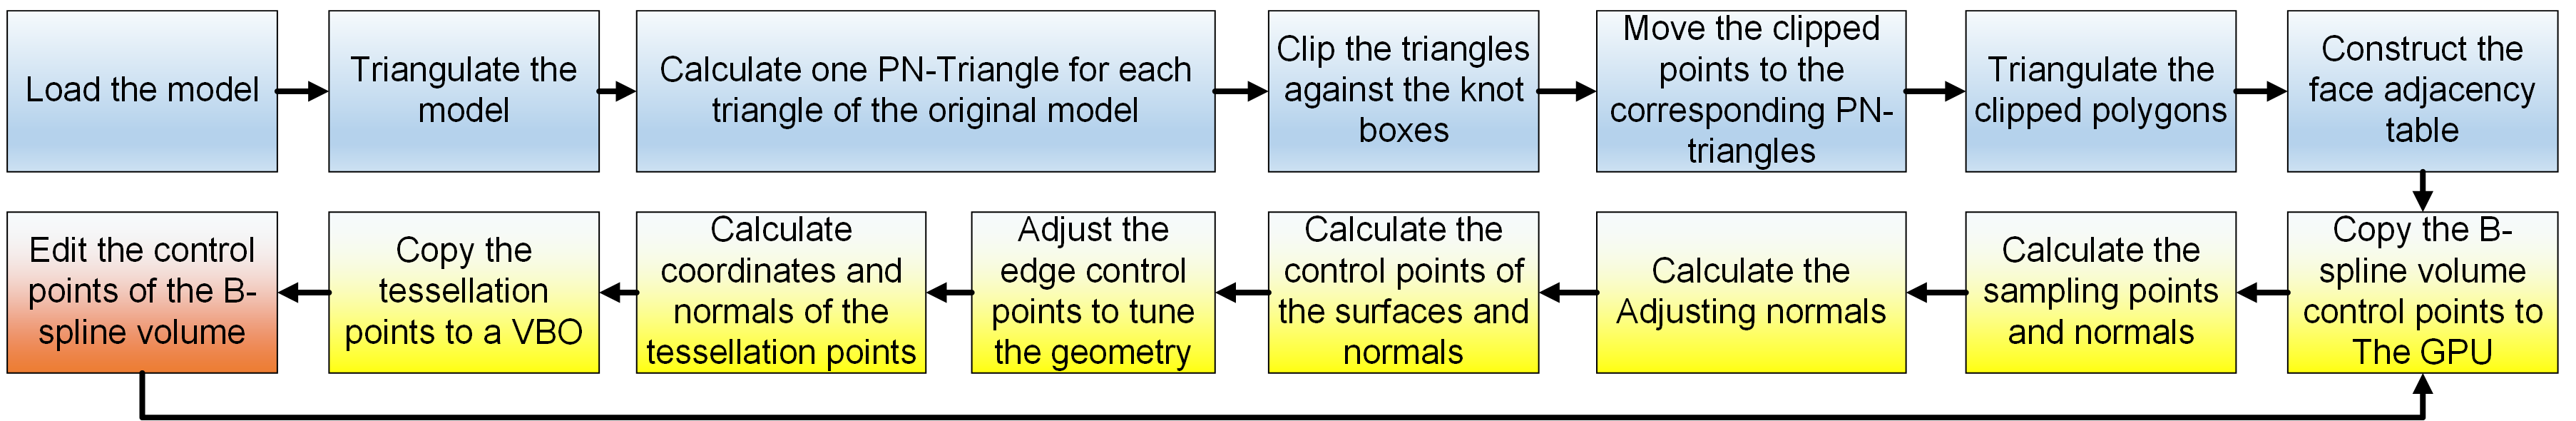 Load the model
Triangulate the
model
Calculate one PN-Triangle for each
triangle of the original model
Clip the triangles
against the knot
boxes
Move the clipped
points to the
corresponding PN-
triangles
Triangulate the
clipped polygons
Construct the
face adjacency
table
Copy the B-
spline volume
control points to
The GPU
Calculate the
sampling points
and normals
Calculate the
Adjusting normals
Calculate the
control points of
the surfaces and
normals
Adjust the
edge control
points to tune
the geometry
Calculate
coordinates and
normals of the
tessellation points
Copy the
tessellation
points to a VBO
Edit the control
points of the B-
spline volume